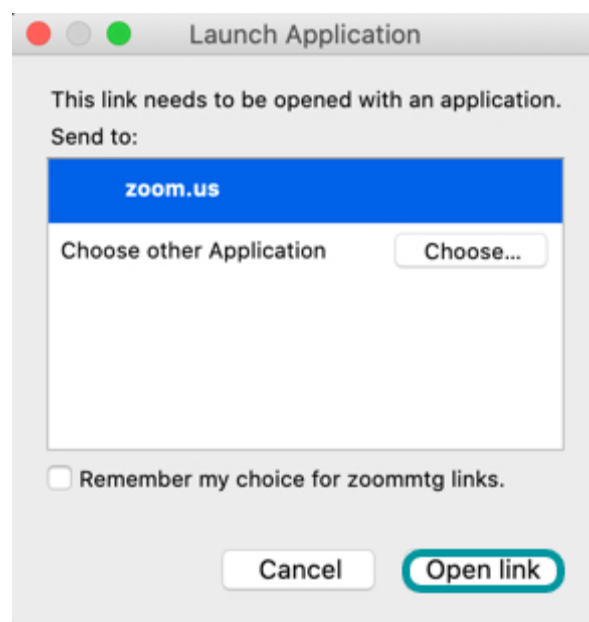 Launch Application
This link needs to be opened with an application.
Send to:
zoom.us
Choose other Application Choose...
Remember my choice for zoommtg links.
Cancel Open link